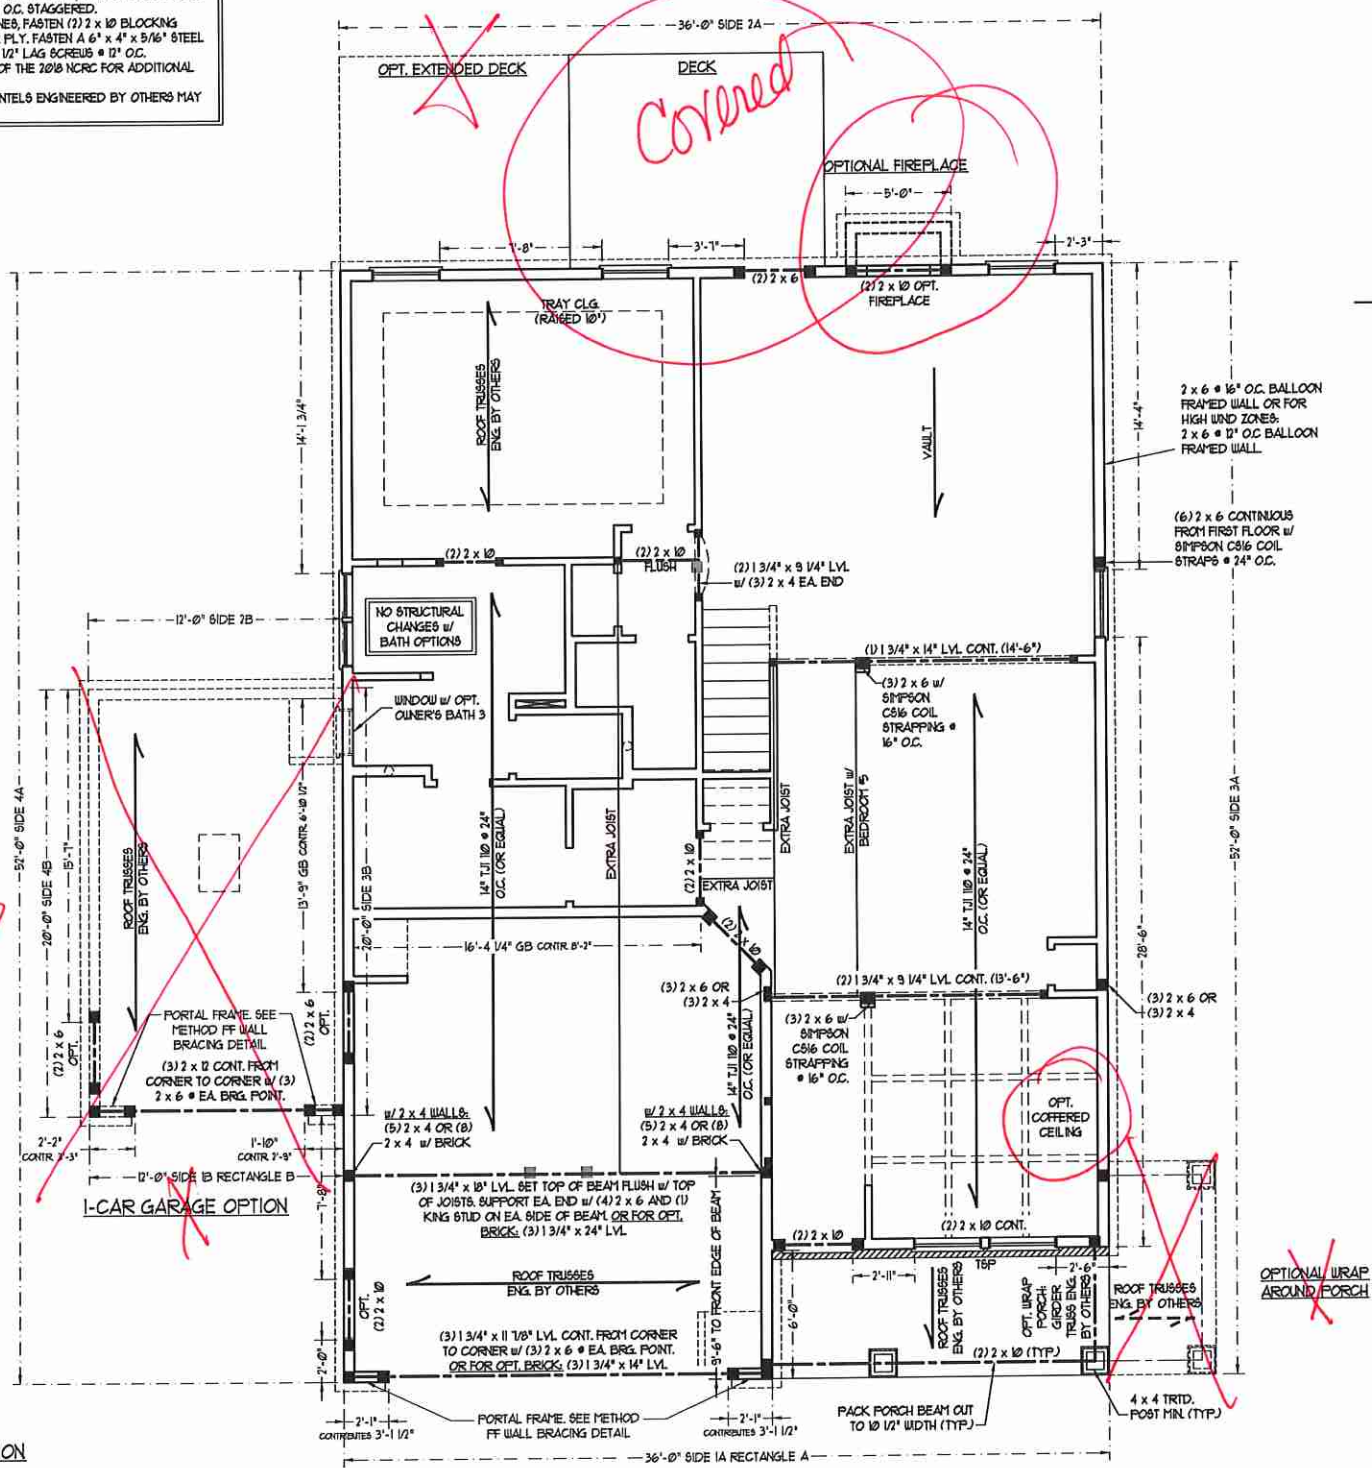 O.C. STAGGERED.
NES, FASTEN (2) 2 x 10 BLOCKING
PLY. FASTEN A 6" x 4" x 5/16" STEEL
1/2" LAG SCREWS @ 12" O.C.
OF THE 2018 NCRC FOR ADDITIONAL
NTELS ENGINEERED BY OTHERS MAY
36'-0" SIDE 2A
OPT. EXTENDED DECK
DECK
Covered
OPTIONAL FIREPLACE
5'-0"
7'-8"
3'-7"
2'-3"
(2) 2 x 6
(2) 2 x 10 OPT.
FIREPLACE
TRAY CLG.
(RAISED 10")
ROOF TRUSSES
ENG. BY OTHERS
VAULT
14'-1 3/4"
14'-4"
2 x 6 @ 16" O.C. BALLOON
FRAMED WALL OR FOR
HIGH WIND ZONES:
2 x 6 @ 12" O.C. BALLOON
FRAMED WALL
(6) 2 x 6 CONTINUOUS
FROM FIRST FLOOR w/
SIMPSON CS16 COIL
STRAPS @ 24" O.C.
(2) 2 x 10
(2) 2 x 10
FLUSH
(2) 1 3/4" x 9 1/4" LVL
w/ (3) 2 x 4 EA. END
NO STRUCTURAL
CHANGES w/
BATH OPTIONS
12'-0" SIDE 2B
(1) 1 3/4" x 14" LVL CONT. (14'-6")
(3) 2 x 6 w/
SIMPSON
CS16 COIL
STRAPPING @
16" O.C.
WINDOW w/ OPT.
OWNER'S BATH 3
52'-0" SIDE 4A
20'-0" SIDE 4B
15'-7"
ROOF TRUSSES
ENG. BY OTHERS
13'-9" GB CONTR. 6'-10 1/2"
20'-0" SIDE 3B
14" TJI 110 @ 24"
O.C. (OR EQUAL)
EXTRA JOIST
EXTRA JOIST
EXTRA JOIST w/
BEDROOM #5
14" TJI 110 @ 24"
O.C. (OR EQUAL)
52'-0" SIDE 3A
28'-6"
(2) 2 x 10
EXTRA JOIST
(2) 2 x 10
16'-4 1/4" GB CONTR. 8'-2"
(2) 1 3/4" x 9 1/4" LVL CONT. (13'-6")
(3) 2 x 6 OR
(3) 2 x 4
(3) 2 x 6 OR
(3) 2 x 4
(3) 2 x 6 w/
SIMPSON
CS16 COIL
STRAPPING
@ 16" O.C.
14" TJI 110 @ 24"
O.C. (OR EQUAL)
OPT.
COFFERED
CEILING
PORTAL FRAME. SEE
METHOD PF WALL
BRACING DETAIL
(2) 2 x 6
OPT.
(2) 2 x 6
OPT.
(3) 2 x 12 CONT. FROM
CORNER TO CORNER w/ (3)
2 x 6 @ EA. BRG. POINT.
2'-2"
CONTR. 3'-3"
1'-10"
CONTR. 2'-9"
12'-0" SIDE 1B RECTANGLE B
1-CAR GARAGE OPTION
7'-8"
w/ 2 x 4 WALLS:
(5) 2 x 4 OR (8)
2 x 4 w/ BRICK
w/ 2 x 4 WALLS:
(5) 2 x 4 OR (8)
2 x 4 w/ BRICK
(3) 1 3/4" x 18" LVL. SET TOP OF BEAM FLUSH w/ TOP
OF JOISTS. SUPPORT EA. END w/ (4) 2 x 6 AND (1)
KING STUD ON EA. SIDE OF BEAM. OR FOR OPT.
BRICK: (3) 1 3/4" x 24" LVL
ROOF TRUSSES
ENG. BY OTHERS
OPT.
(2) 2 x 10
2'-0"
(3) 1 3/4" x 11 7/8" LVL CONT. FROM CORNER
TO CORNER w/ (3) 2 x 6 @ EA. BRG. POINT.
OR FOR OPT. BRICK: (3) 1 3/4" x 14" LVL
9'-6" TO FRONT EDGE OF BEAM
(2) 2 x 10
(2) 2 x 10 CONT.
2'-11"
TSP
2'-6"
6'-0"
ROOF TRUSSES
ENG. BY OTHERS
OPT. WRAP
PORCH:
GIRDER
TRUSS ENG.
BY OTHERS
ROOF TRUSSES
ENG. BY OTHERS
OPTIONAL WRAP
AROUND PORCH
(2) 2 x 10 (TYP.)
4 x 4 TRTD.
POST MIN. (TYP.)
PACK PORCH BEAM OUT
TO 10 1/2" WIDTH (TYP.)
2'-1"
CONTRIBUTES 3'-1 1/2"
PORTAL FRAME. SEE METHOD
PF WALL BRACING DETAIL
2'-1"
CONTRIBUTES 3'-1 1/2"
36'-0" SIDE 1A RECTANGLE A
ON